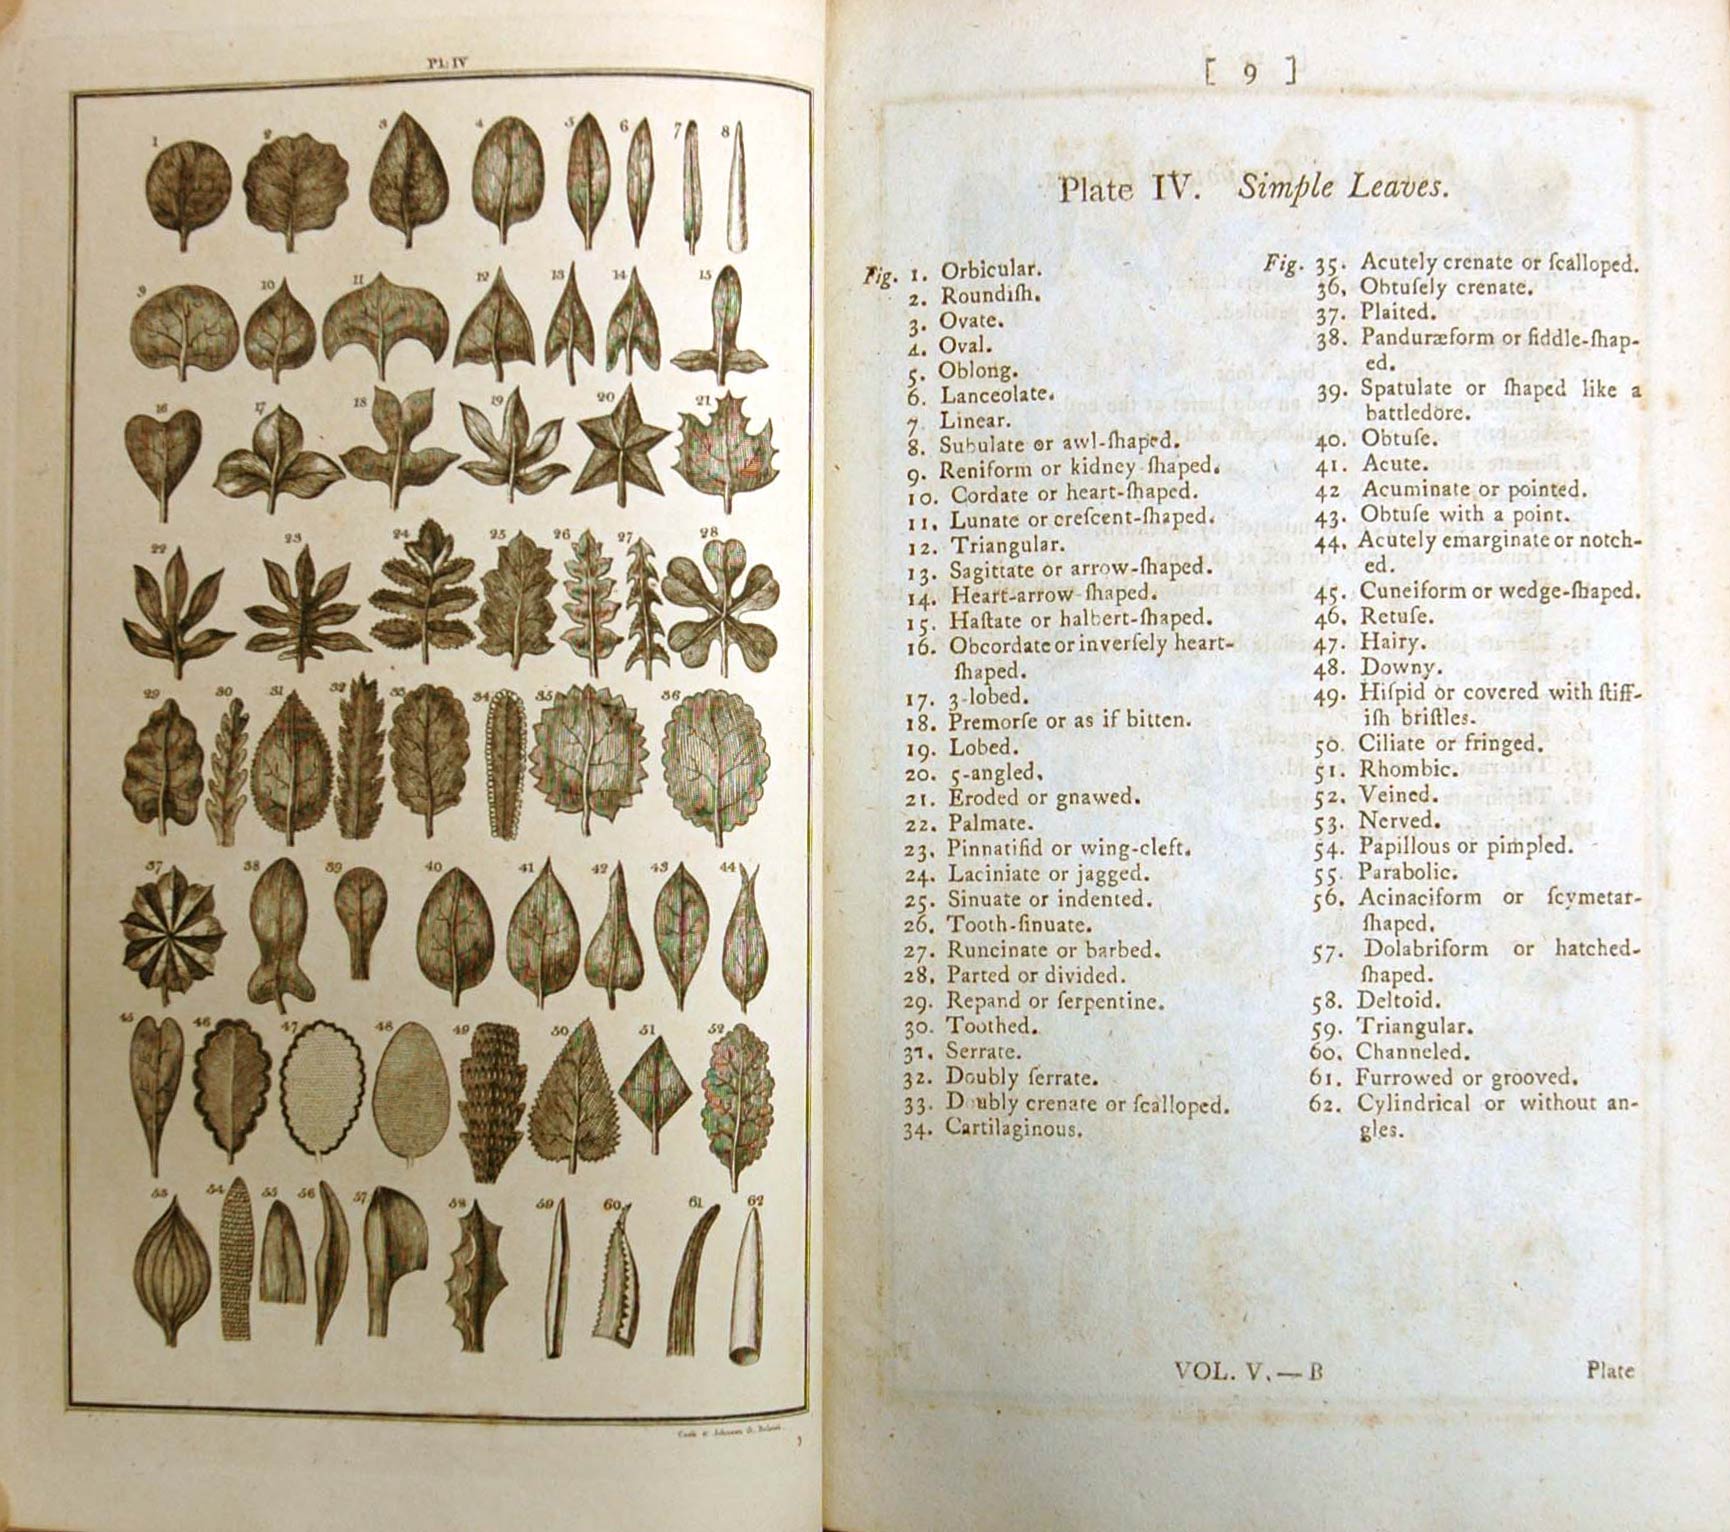 Pl: IV
1 2 3 4 5 6 7 8
9 10 11 12 13 14 15
16 17 18 19 20 21
22 23 24 25 26 27 28
29 30 31 32 33 34 35 36
37 38 39 40 41 42 43 44
45 46 47 48 49 50 51 52
53 54 55 56 57 58 59 60 61 62
[ 9 ]
Plate IV. Simple Leaves.
Fig. 1. Orbicular.
2. Roundiſh.
3. Ovate.
4. Oval.
5. Oblong.
6. Lanceolate.
7. Linear.
8. Subulate or awl-ſhaped.
9. Reniform or kidney ſhaped.
10. Cordate or heart-ſhaped.
11. Lunate or creſcent-ſhaped.
12. Triangular.
13. Sagittate or arrow-ſhaped.
14. Heart-arrow ſhaped.
15. Haſtate or halbert-ſhaped.
16. Obcordate or inverſely heart-
ſhaped.
17. 3-lobed.
18. Premorſe or as if bitten.
19. Lobed.
20. 5-angled.
21. Eroded or gnawed.
22. Palmate.
23. Pinnatifid or wing-cleft.
24. Laciniate or jagged.
25. Sinuate or indented.
26. Tooth-ſinuate.
27. Runcinate or barbed.
28. Parted or divided.
29. Repand or ſerpentine.
30. Toothed.
31. Serrate.
32. Doubly ſerrate.
33. Doubly crenate or ſcalloped.
34. Cartilaginous.
Fig. 35. Acutely crenate or ſcalloped.
36. Obtuſely crenate.
37. Plaited.
38. Panduræform or fiddle-ſhap-
ed.
39. Spatulate or ſhaped like a
battledore.
40. Obtuſe.
41. Acute.
42 Acuminate or pointed.
43. Obtuſe with a point.
44. Acutely emarginate or notch-
ed.
45. Cuneiform or wedge-ſhaped.
46. Retuſe.
47. Hairy.
48. Downy.
49. Hiſpid or covered with ſtiff-
iſh briſtles.
50. Ciliate or fringed.
51. Rhombic.
52. Veined.
53. Nerved.
54. Papillous or pimpled.
55. Parabolic.
56. Acinaciform or ſcymetar-
ſhaped.
57. Dolabriform or hatched-
ſhaped.
58. Deltoid.
59. Triangular.
60. Channeled.
61. Furrowed or grooved.
62. Cylindrical or without an-
gles.
VOL. V.—B Plate